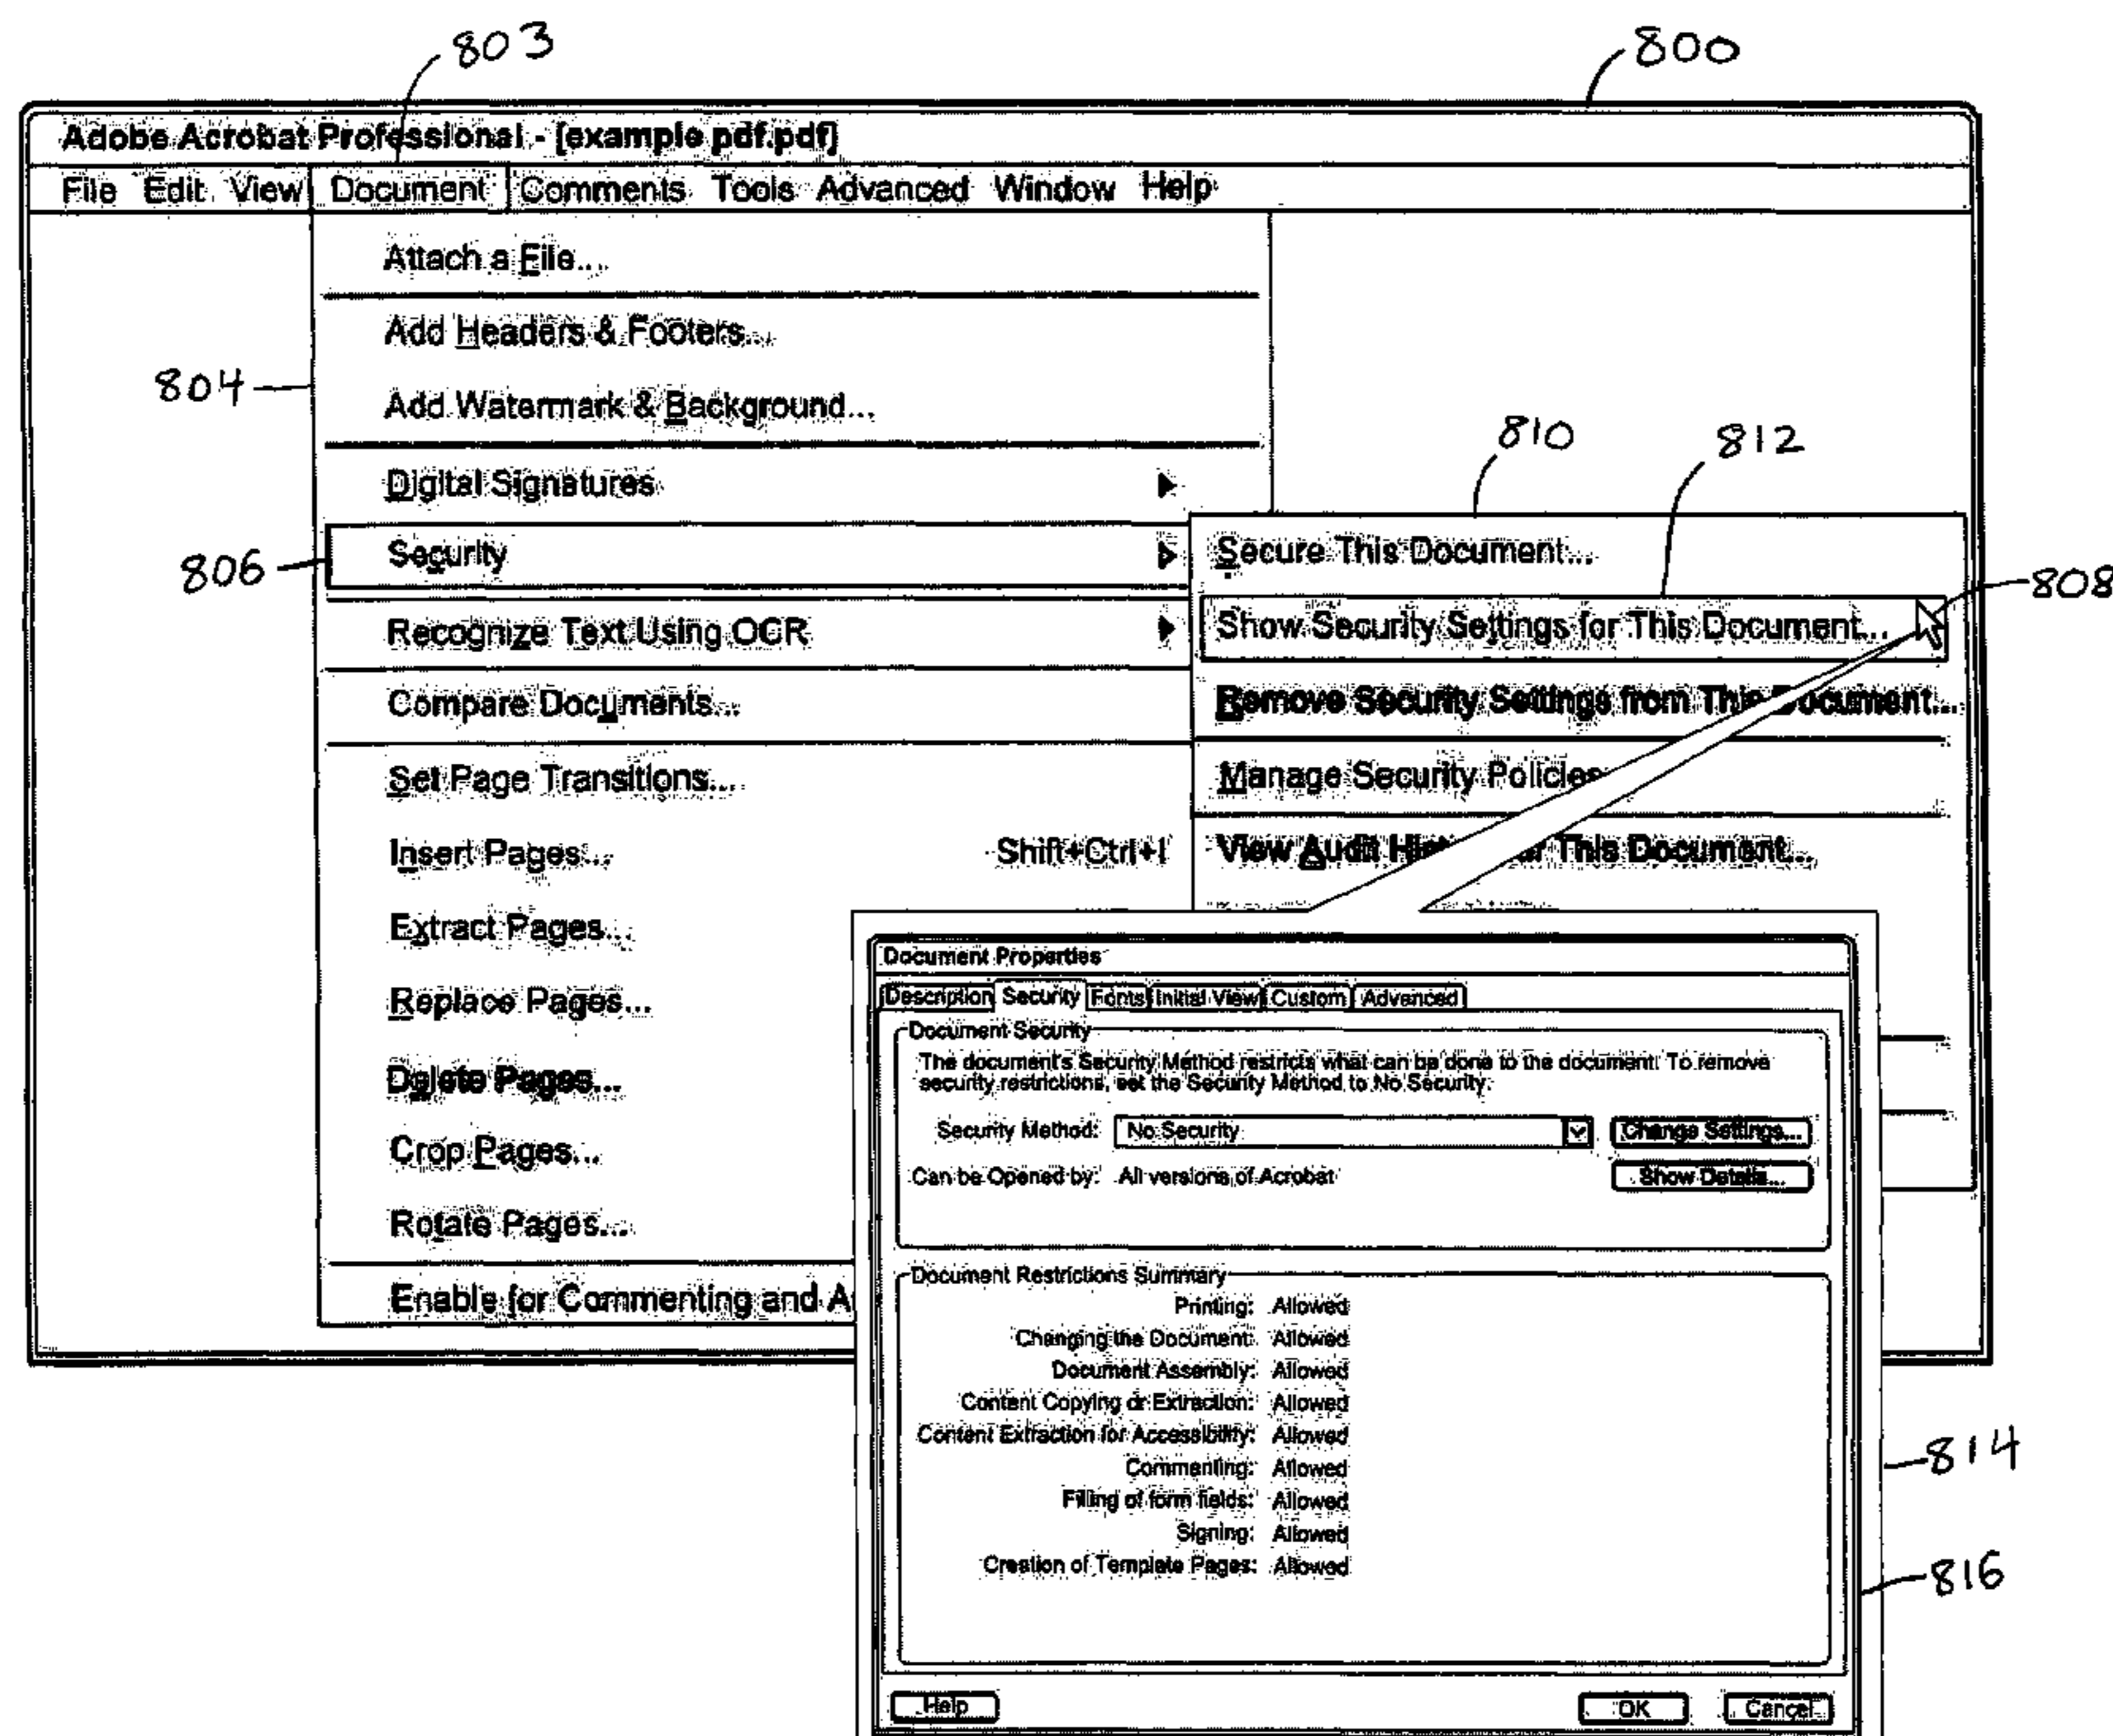 803
800
Adobe Acrobat Professional - [example pdf.pdf]
File Edit View Document Comments Tools Advanced Window Help
Attach a File...
Add Headers & Footers...
804
Add Watermark & Background...
810
812
Digital Signatures
806
Security
Secure This Document...
808
Recognize Text Using OCR
Show Security Settings for This Document...
Compare Documents...
Remove Security Settings from This Document...
Set Page Transitions...
Manage Security Policies
Insert Pages... Shift+Ctrl+I
View Audit This Document...
Extract Pages...
Replace Pages...
Delete Pages...
Crop Pages...
Rotate Pages...
Enable for Commenting and A
Document Properties
Description Security Fonts Initial View Custom Advanced
Document Security
The document's Security Method restricts what can be done to the document. To remove
security restrictions, set the Security Method to No Security.
Security Method: No Security Change Settings...
Can be Opened by: All versions of Acrobat Show Details...
Document Restrictions Summary
Printing: Allowed
Changing the Document: Allowed
Document Assembly: Allowed
Content Copying or Extraction: Allowed
Content Extraction for Accessibility: Allowed
814
Commenting: Allowed
Filling of form fields: Allowed
Signing: Allowed
Creation of Template Pages: Allowed
816
Help OK Cancel